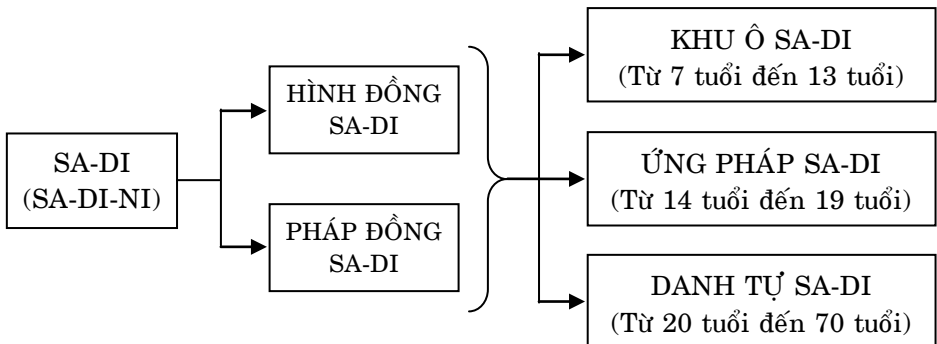 SA-DI
(SA-DI-NI)
HÌNH ĐỒNG
SA-DI
PHÁP ĐỒNG
SA-DI
KHU Ô SA-DI
(Từ 7 tuổi đến 13 tuổi)
ỨNG PHÁP SA-DI
(Từ 14 tuổi đến 19 tuổi)
DANH TỰ SA-DI
(Từ 20 tuổi đến 70 tuổi)